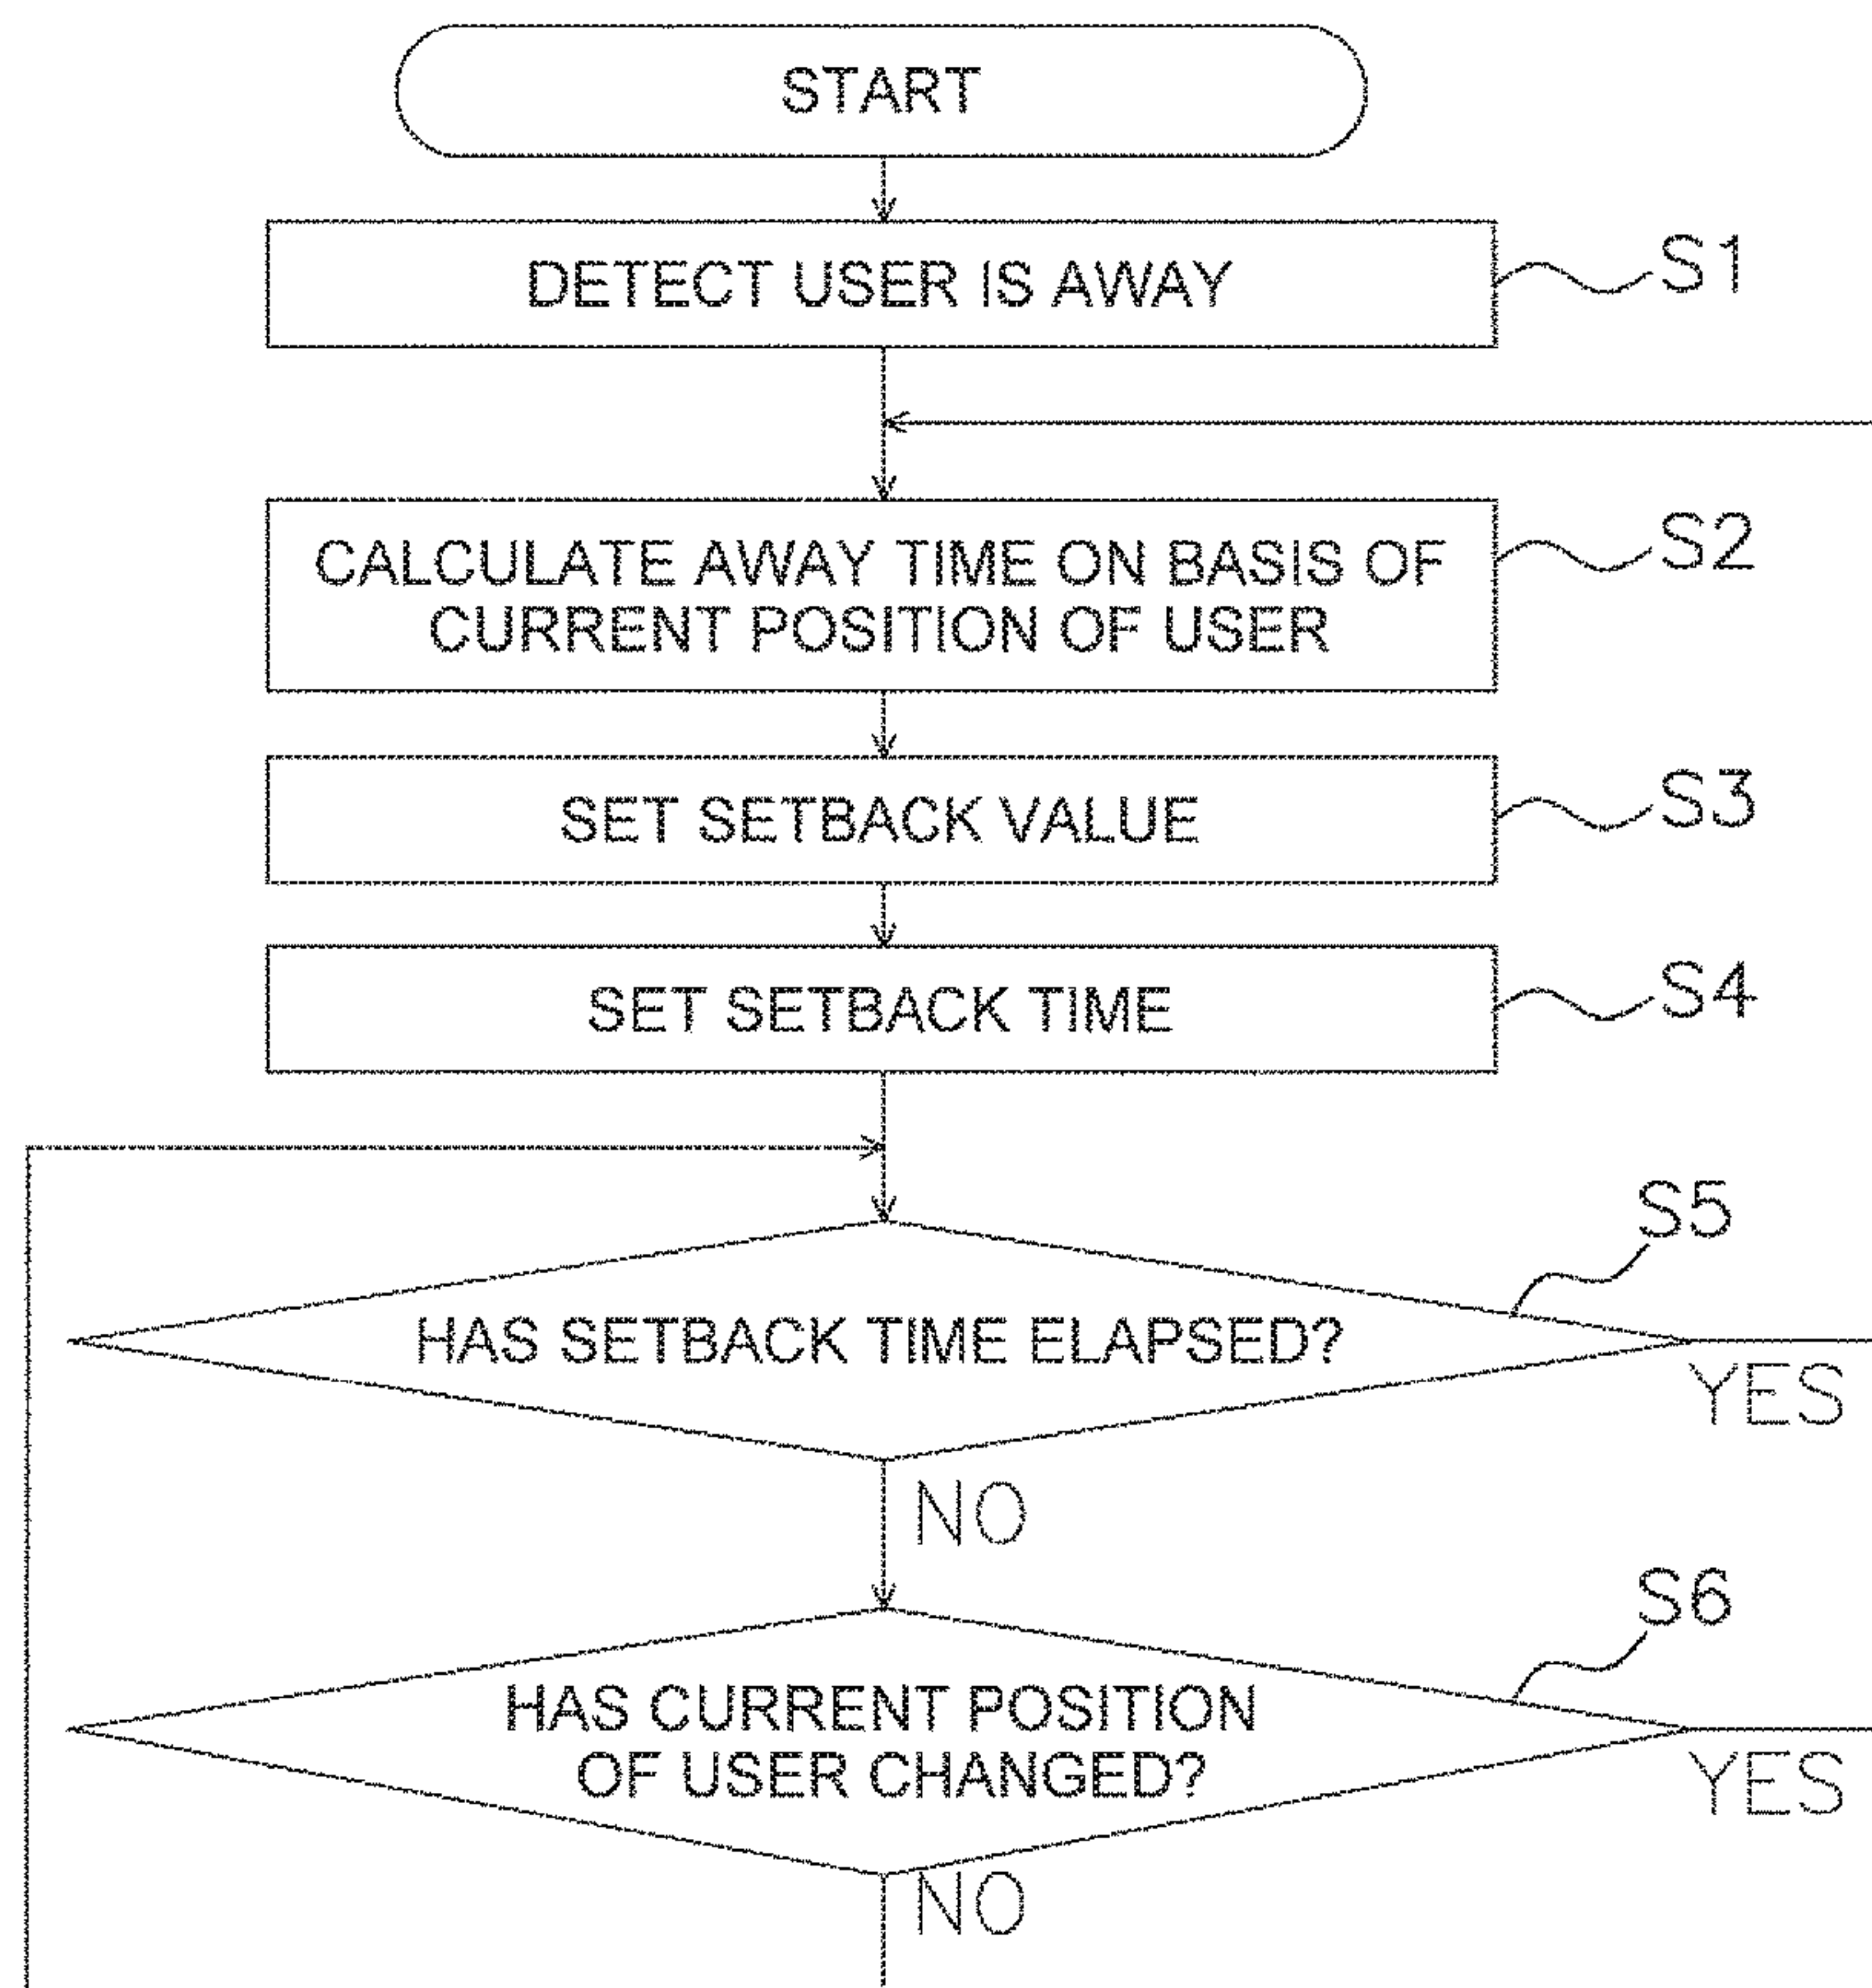 START
DETECT USER IS AWAY
S1
CALCULATE AWAY TIME ON BASIS OF
CURRENT POSITION OF USER
S2
SET SETBACK VALUE
S3
SET SETBACK TIME
S4
S5
HAS SETBACK TIME ELAPSED?
YES
NO
S6
HAS CURRENT POSITION
OF USER CHANGED?
YES
NO